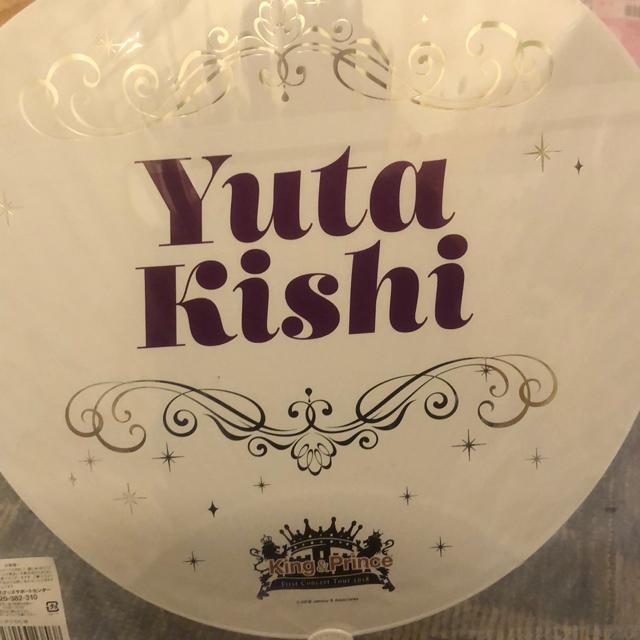 Yuta
Kishi
King & Prince
First Concert Tour 2018